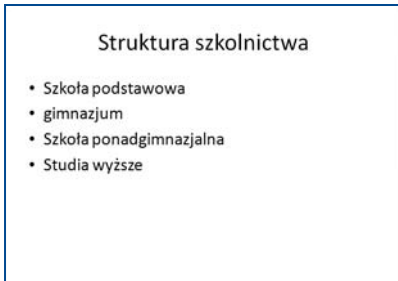 Struktura szkolnictwa
• Szkoła podstawowa
• gimnazjum
• Szkoła ponadgimnazjalna
• Studia wyższe